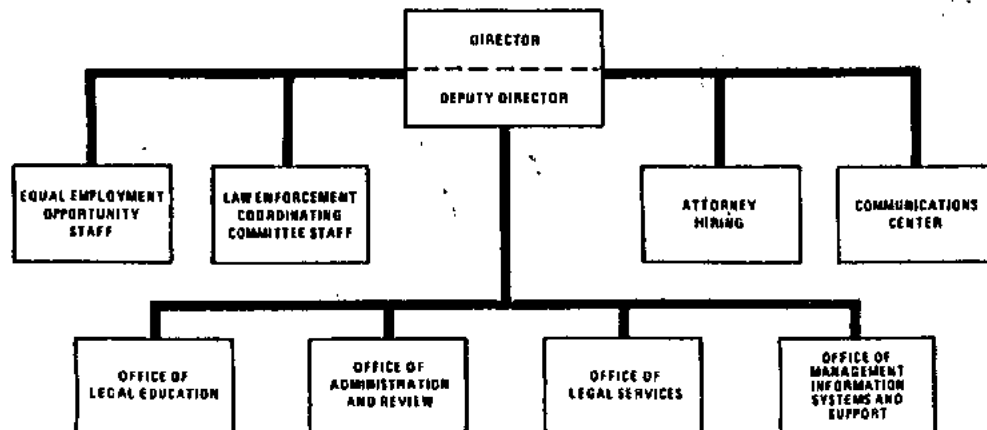 DIRECTOR
DEPUTY DIRECTOR
EQUAL EMPLOYMENT
OPPORTUNITY
STAFF
LAW ENFORCEMENT
COORDINATING
COMMITTEE STAFF
ATTORNEY
HIRING
COMMUNICATIONS
CENTER
OFFICE OF
LEGAL EDUCATION
OFFICE OF
ADMINISTRATION
AND REVIEW
OFFICE OF
LEGAL SERVICES
OFFICE OF
MANAGEMENT
INFORMATION
SYSTEMS AND
SUPPORT